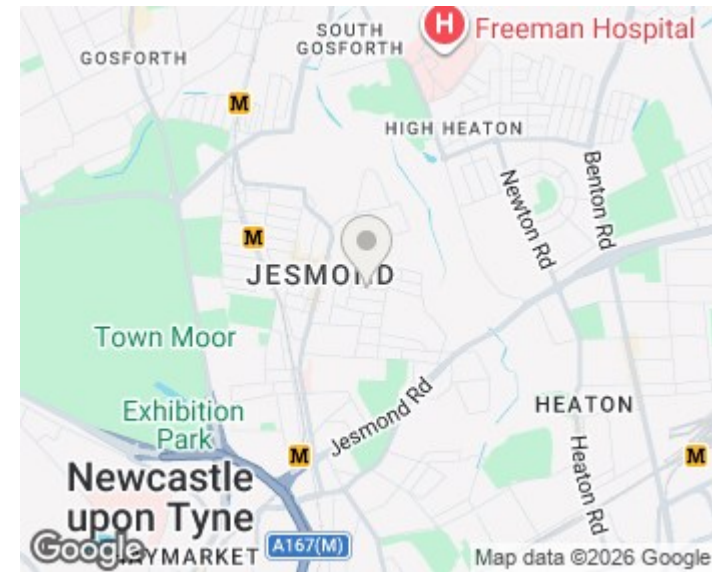 SOUTH
GOSFORTH
H Freeman Hospital
GOSFORTH
M
HIGH HEATON
Benton Rd
Newton Rd
M
JESMOND
Town Moor
Exhibition
Park
Jesmond Rd
HEATON
Heaton Rd
M
M
Newcastle
upon Tyne
A167(M)
Google
Map data ©2026 Google